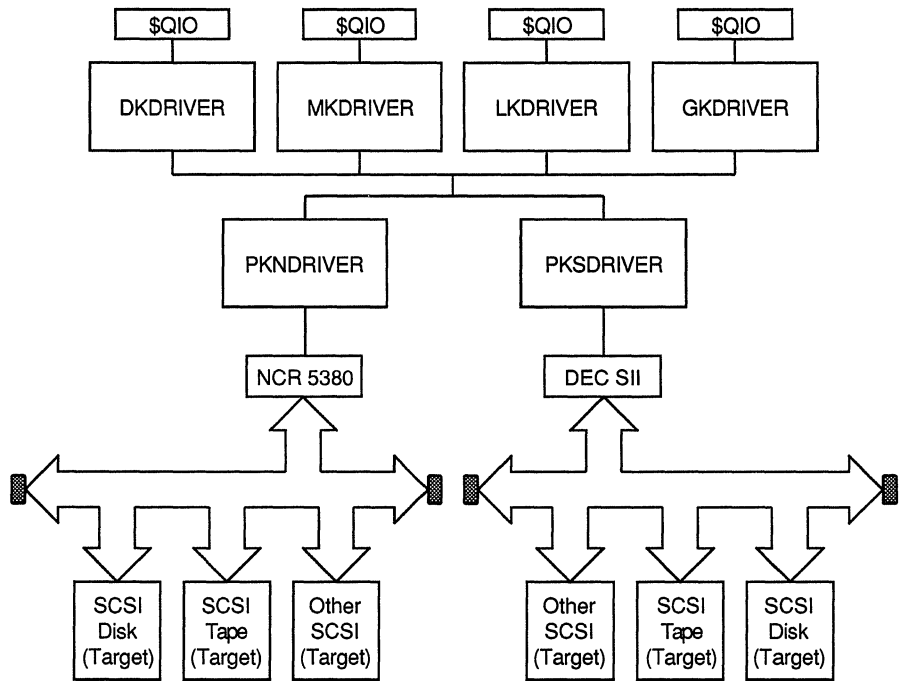 $QIO
$QIO
$QIO
$QIO
DKDRIVER
MKDRIVER
LKDRIVER
GKDRIVER
PKNDRIVER
PKSDRIVER
NCR 5380
DEC SII
SCSI
Disk
(Target)
SCSI
Tape
(Target)
Other
SCSI
(Target)
Other
SCSI
(Target)
SCSI
Tape
(Target)
SCSI
Disk
(Target)